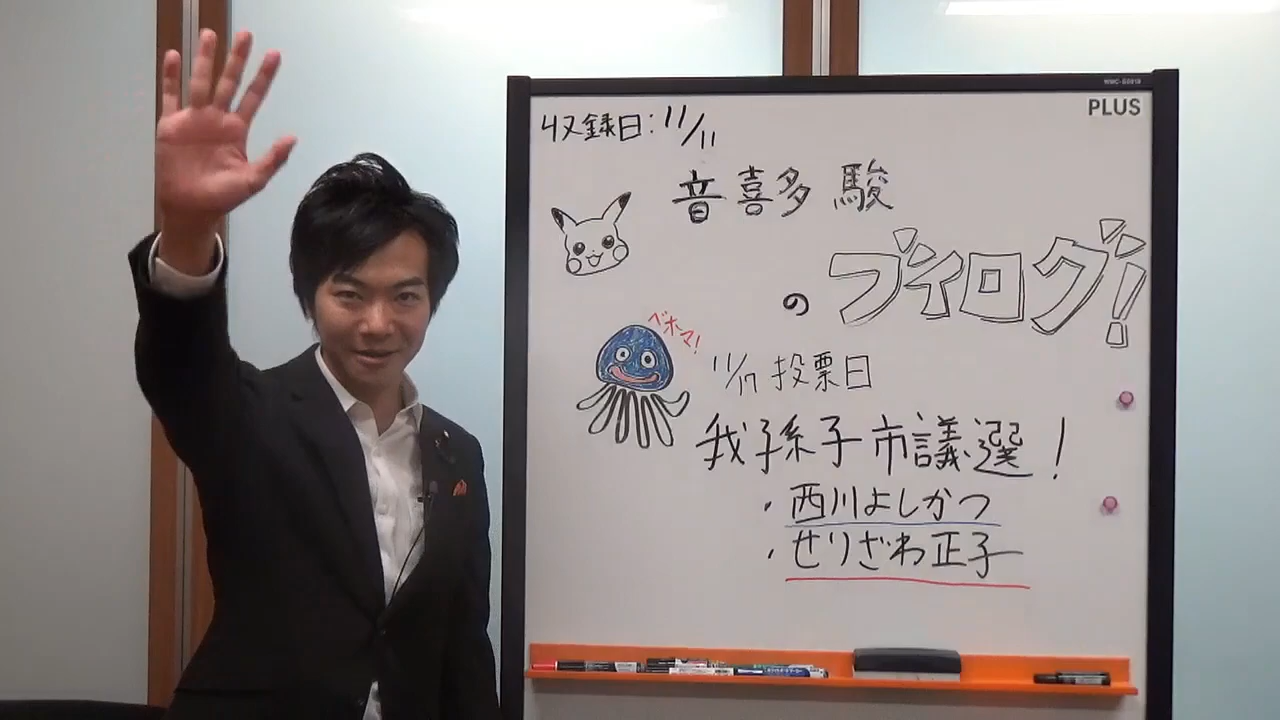 WBC-G0918
PLUS
収録日:11/11
音喜多 駿
の ブイログ!
ベホマ!
11/17 投票日
我孫子市議選!
・西川よしかつ
・せりざわ正子